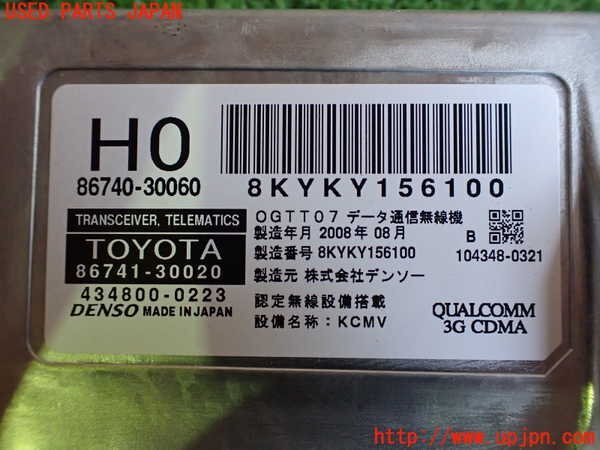 USED PARTS JAPAN
H0
86740-30060
8KYKY156100
TRANSCEIVER, TELEMATICS
TOYOTA
86741-30020
434800-0223
DENSO MADE IN JAPAN
OGTT07 データ通信無線機
製造年月 2008年 08月
製造番号 8KYKY156100
製造元 株式会社デンソー
B
104348-0321
認定無線設備搭載
設備名称:KCMV
QUALCOMM
3G CDMA
http://www.upjpn.com/